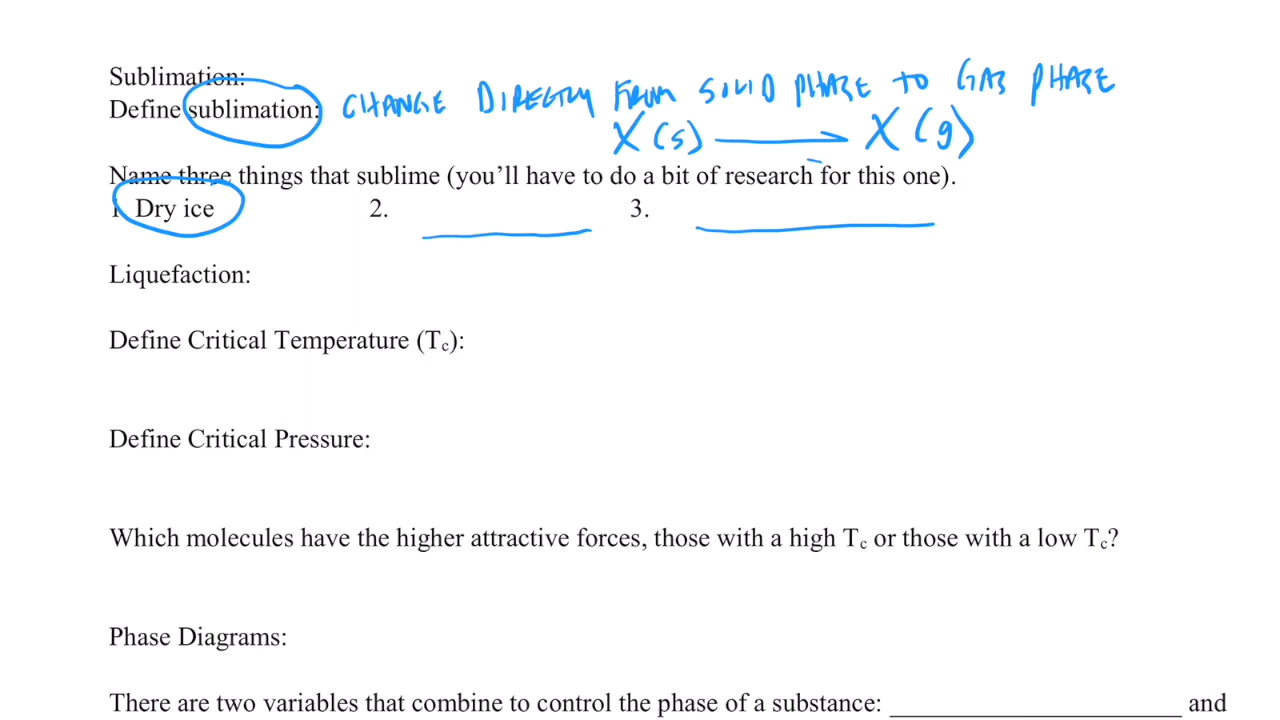 Sublimation:
Define sublimation: CHANGE DIRECTLY FROM SOLID PHASE TO GAS PHASE
X(s) → X(g)
Name three things that sublime (you'll have to do a bit of research for this one).
1. Dry ice 2. 3.
Liquefaction:
Define Critical Temperature (Tc):
Define Critical Pressure:
Which molecules have the higher attractive forces, those with a high Tc or those with a low Tc?
Phase Diagrams:
There are two variables that combine to control the phase of a substance: ______________________ and